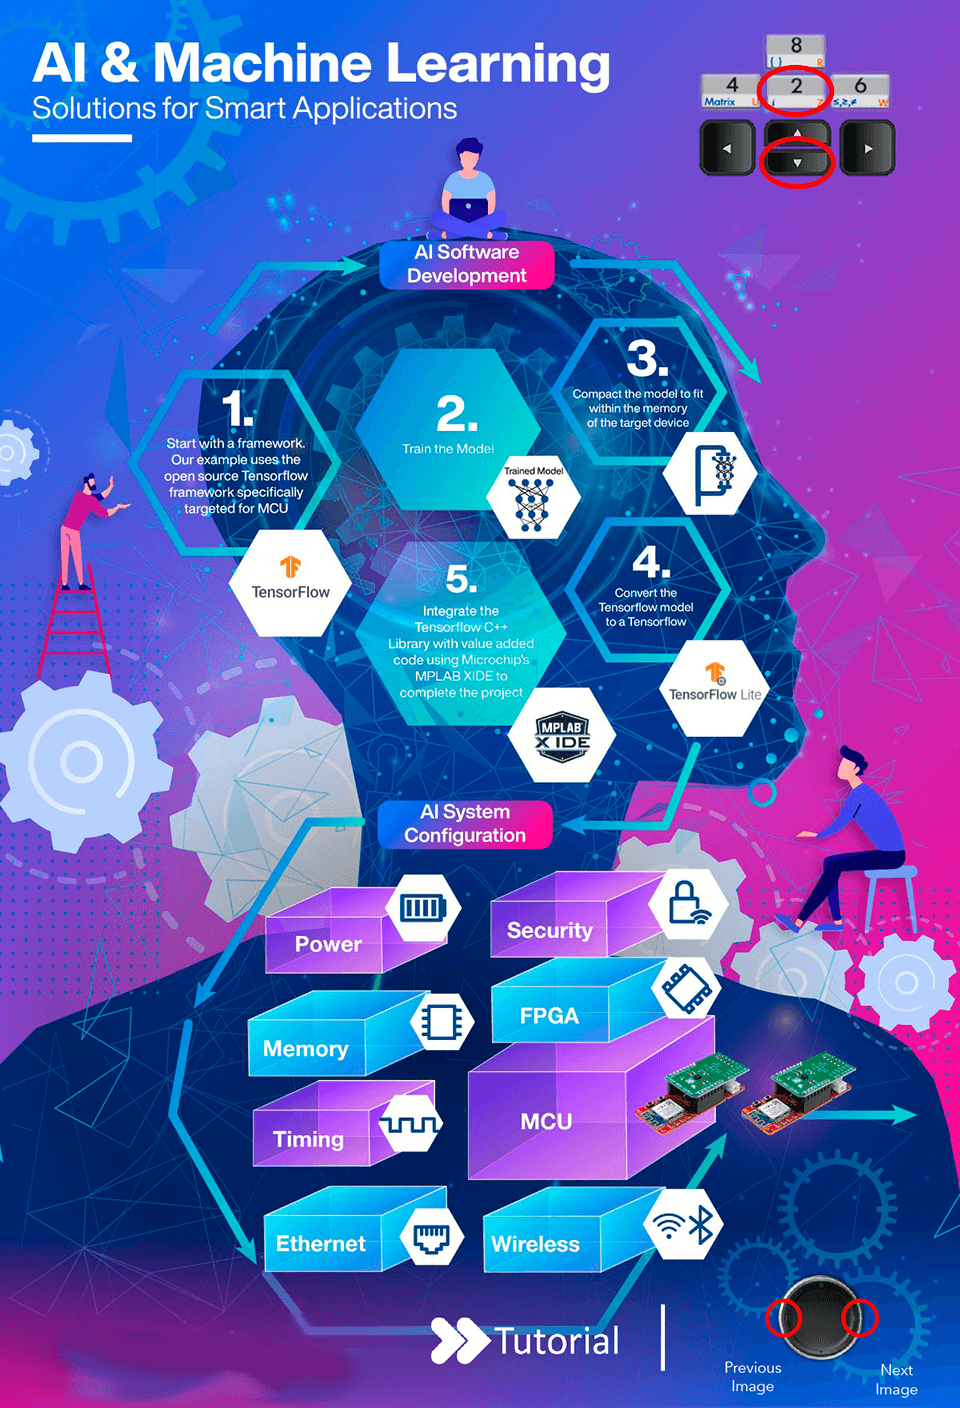 AI & Machine Learning
Solutions for Smart Applications
8
{ } R
4 2 6
Matrix U i Z ≤,≥,≠ W
AI Software
Development
1.
Start with a framework.
Our example uses the
open source Tensorflow
framework specifically
targeted for MCU
TensorFlow
2.
Train the Model
Trained Model
3.
Compact the model to fit
within the memory
of the target device
4.
Convert the
Tensorflow model
to a Tensorflow
TensorFlow Lite
5.
Integrate the
Tensorflow C++
Library with value added
code using Microchip's
MPLAB XIDE to
complete the project
MPLAB
X IDE
AI System
Configuration
Power
Security
Memory
FPGA
Timing
MCU
Ethernet
Wireless
Tutorial
Previous
Image
Next
Image